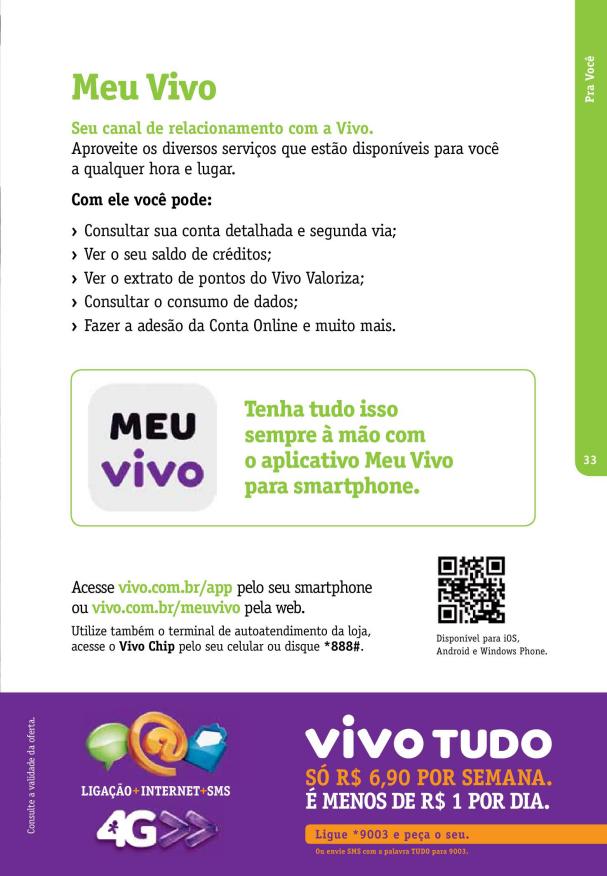 Pra Você
Meu Vivo
Seu canal de relacionamento com a Vivo.
Aproveite os diversos serviços que estão disponíveis para você
a qualquer hora e lugar.
Com ele você pode:
› Consultar sua conta detalhada e segunda via;
› Ver o seu saldo de créditos;
› Ver o extrato de pontos do Vivo Valoriza;
› Consultar o consumo de dados;
› Fazer a adesão da Conta Online e muito mais.
MEU
vivo
Tenha tudo isso
sempre à mão com
o aplicativo Meu Vivo
para smartphone.
33
Acesse vivo.com.br/app pelo seu smartphone
ou vivo.com.br/meuvivo pela web.
Utilize também o terminal de autoatendimento da loja,
acesse o Vivo Chip pelo seu celular ou disque *888#.
Disponível para iOS,
Android e Windows Phone.
Consulte a validade da oferta.
@
LIGAÇÃO+INTERNET+SMS
4G
vivo TUDO
SÓ R$ 6,90 POR SEMANA.
É MENOS DE R$ 1 POR DIA.
Ligue *9003 e peça o seu.
Ou envie SMS com a palavra TUDO para 9003.